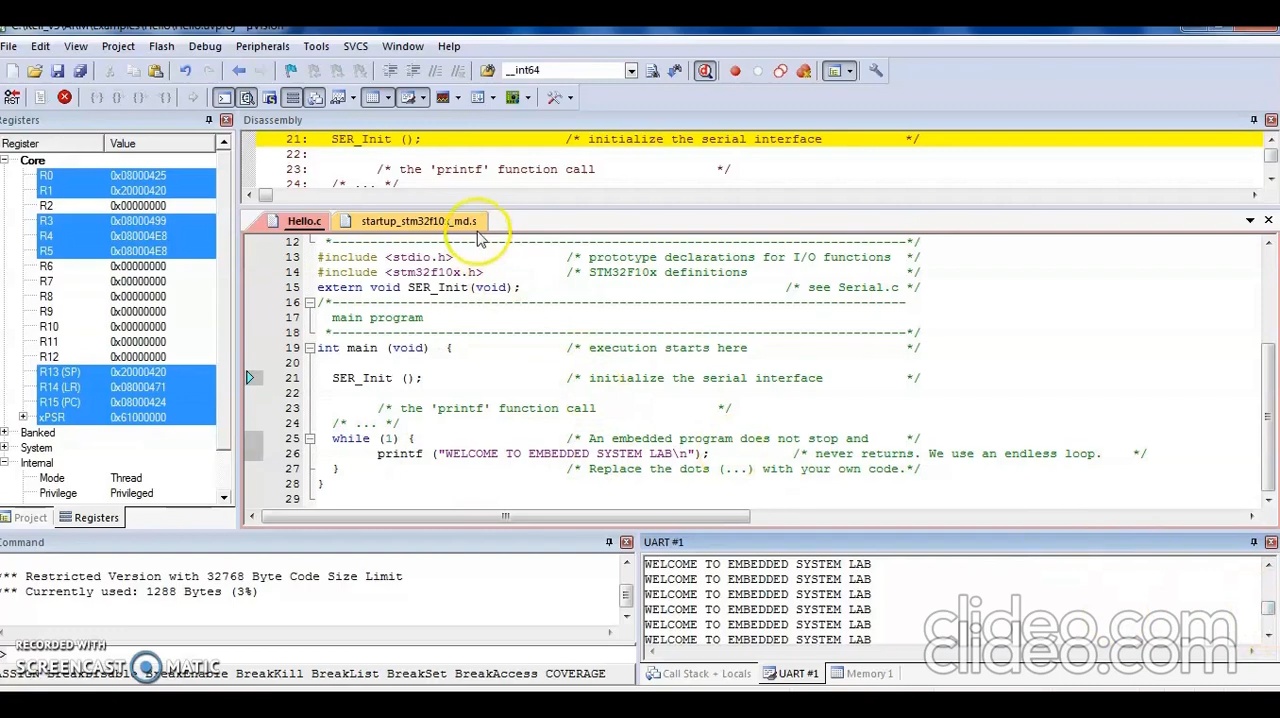 File Edit View Project Flash Debug Peripherals Tools SVCS Window Help
__int64
RST
Registers
Register Value
Core
R0 0x08000425
R1 0x20000420
R2 0x00000000
R3 0x08000499
R4 0x080004E8
R5 0x080004E8
R6 0x00000000
R7 0x00000000
R8 0x00000000
R9 0x00000000
R10 0x00000000
R11 0x00000000
R12 0x00000000
R13 (SP) 0x20000420
R14 (LR) 0x08000471
R15 (PC) 0x08000424
xPSR 0x61000000
Banked
System
Internal
Mode Thread
Privilege Privileged
Project Registers
Disassembly
21: SER_Init (); /* initialize the serial interface */
22:
23: /* the 'printf' function call */
24: /* ... */
Hello.c startup_stm32f10x_md.s
12 *----------------------------------------------------------------------------*/
13 #include <stdio.h> /* prototype declarations for I/O functions */
14 #include <stm32f10x.h> /* STM32F10x definitions */
15 extern void SER_Init(void); /* see Serial.c */
16 /*----------------------------------------------------------------------------
17 main program
18 *----------------------------------------------------------------------------*/
19 int main (void) { /* execution starts here */
20
21 SER_Init (); /* initialize the serial interface */
22
23 /* the 'printf' function call */
24 /* ... */
25 while (1) { /* An embedded program does not stop and */
26 printf ("WELCOME TO EMBEDDED SYSTEM LAB\n"); /* never returns. We use an endless loop. */
27 } /* Replace the dots (...) with your own code.*/
28 }
29
Command
*** Restricted Version with 32768 Byte Code Size Limit
*** Currently used: 1288 Bytes (3%)
>
BreakEnable BreakKill BreakList BreakSet BreakAccess COVERAGE
UART #1
WELCOME TO EMBEDDED SYSTEM LAB
WELCOME TO EMBEDDED SYSTEM LAB
WELCOME TO EMBEDDED SYSTEM LAB
WELCOME TO EMBEDDED SYSTEM LAB
WELCOME TO EMBEDDED SYSTEM LAB
WELCOME TO EMBEDDED SYSTEM LAB
Call Stack + Locals UART #1 Memory 1
RECORDED WITH
SCREENCAST MATIC
clideo.com
clideo.com